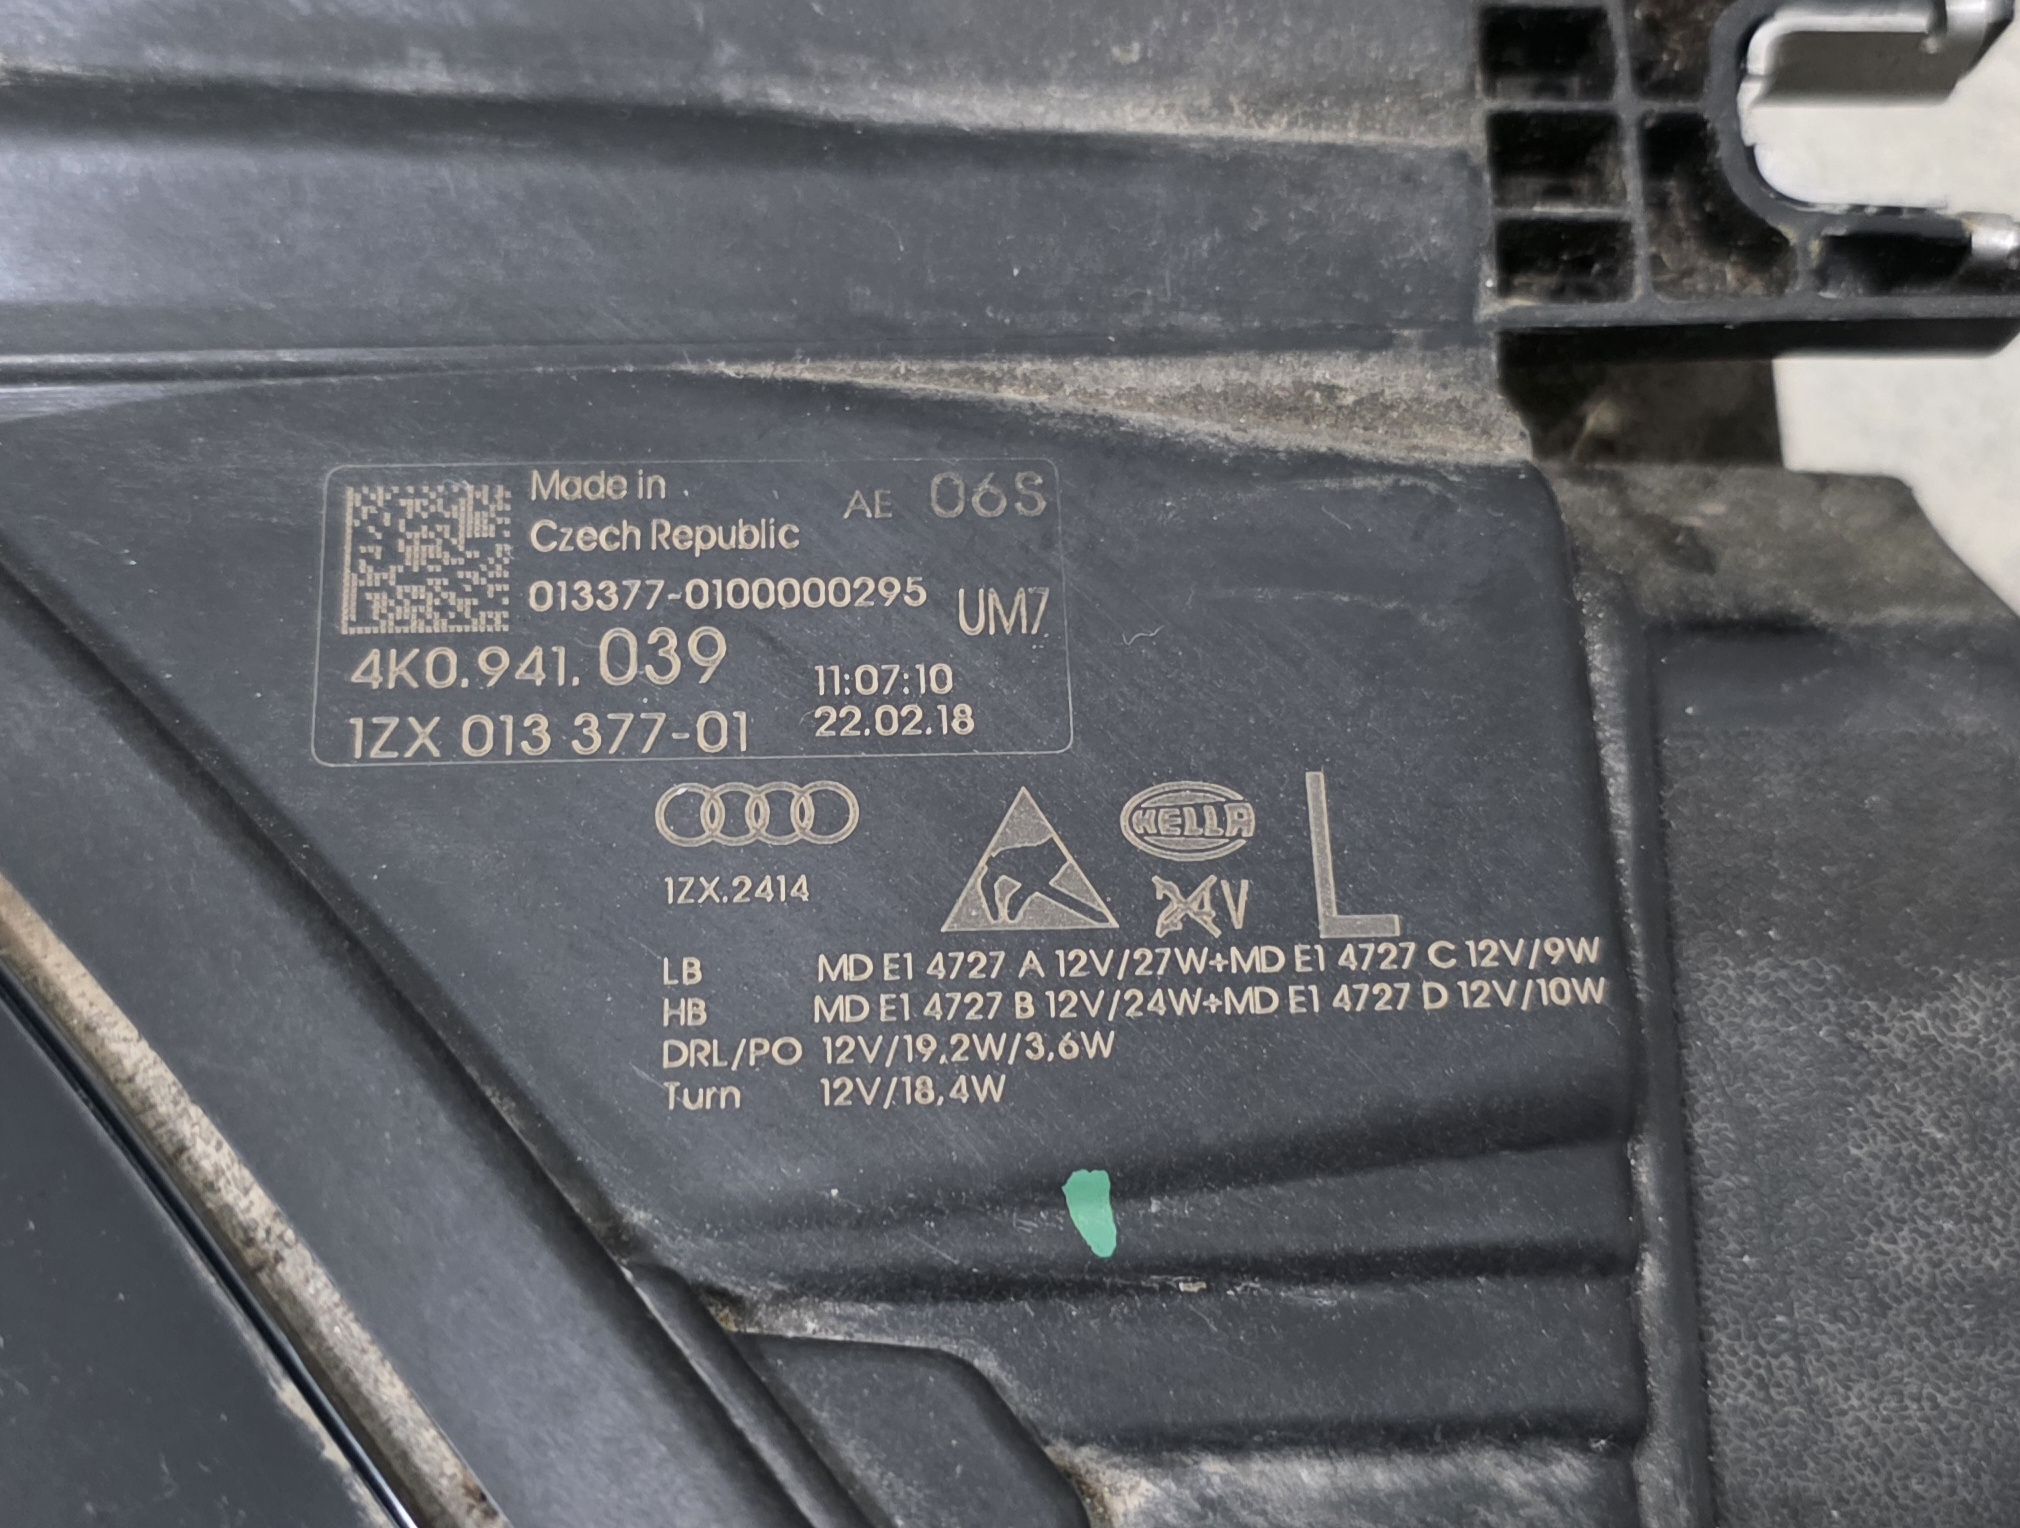 Made in
Czech Republic
AE 06S
013377-0100000295
UM7
4K0.941.039
11:07:10
1ZX 013 377-01
22.02.18
HELLA
L
1ZX.2414
24V
LB MD E1 4727 A 12V/27W+MD E1 4727 C 12V/9W
HB MD E1 4727 B 12V/24W+MD E1 4727 D 12V/10W
DRL/PO 12V/19,2W/3,6W
Turn 12V/18,4W